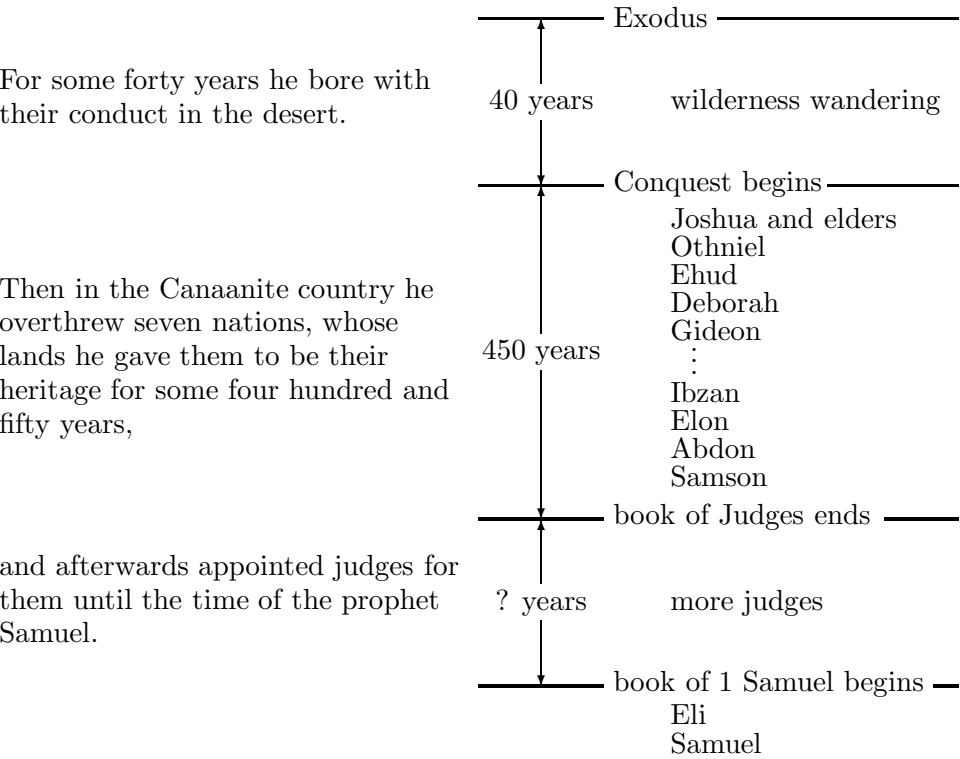 Exodus
For some forty years he bore with
their conduct in the desert.
40 years
wilderness wandering
Conquest begins
Joshua and elders
Othniel
Ehud
Deborah
Gideon
⋮
Ibzan
Elon
Abdon
Samson
Then in the Canaanite country he
overthrew seven nations, whose
lands he gave them to be their
heritage for some four hundred and
fifty years,
450 years
book of Judges ends
and afterwards appointed judges for
them until the time of the prophet
Samuel.
? years
more judges
book of 1 Samuel begins
Eli
Samuel